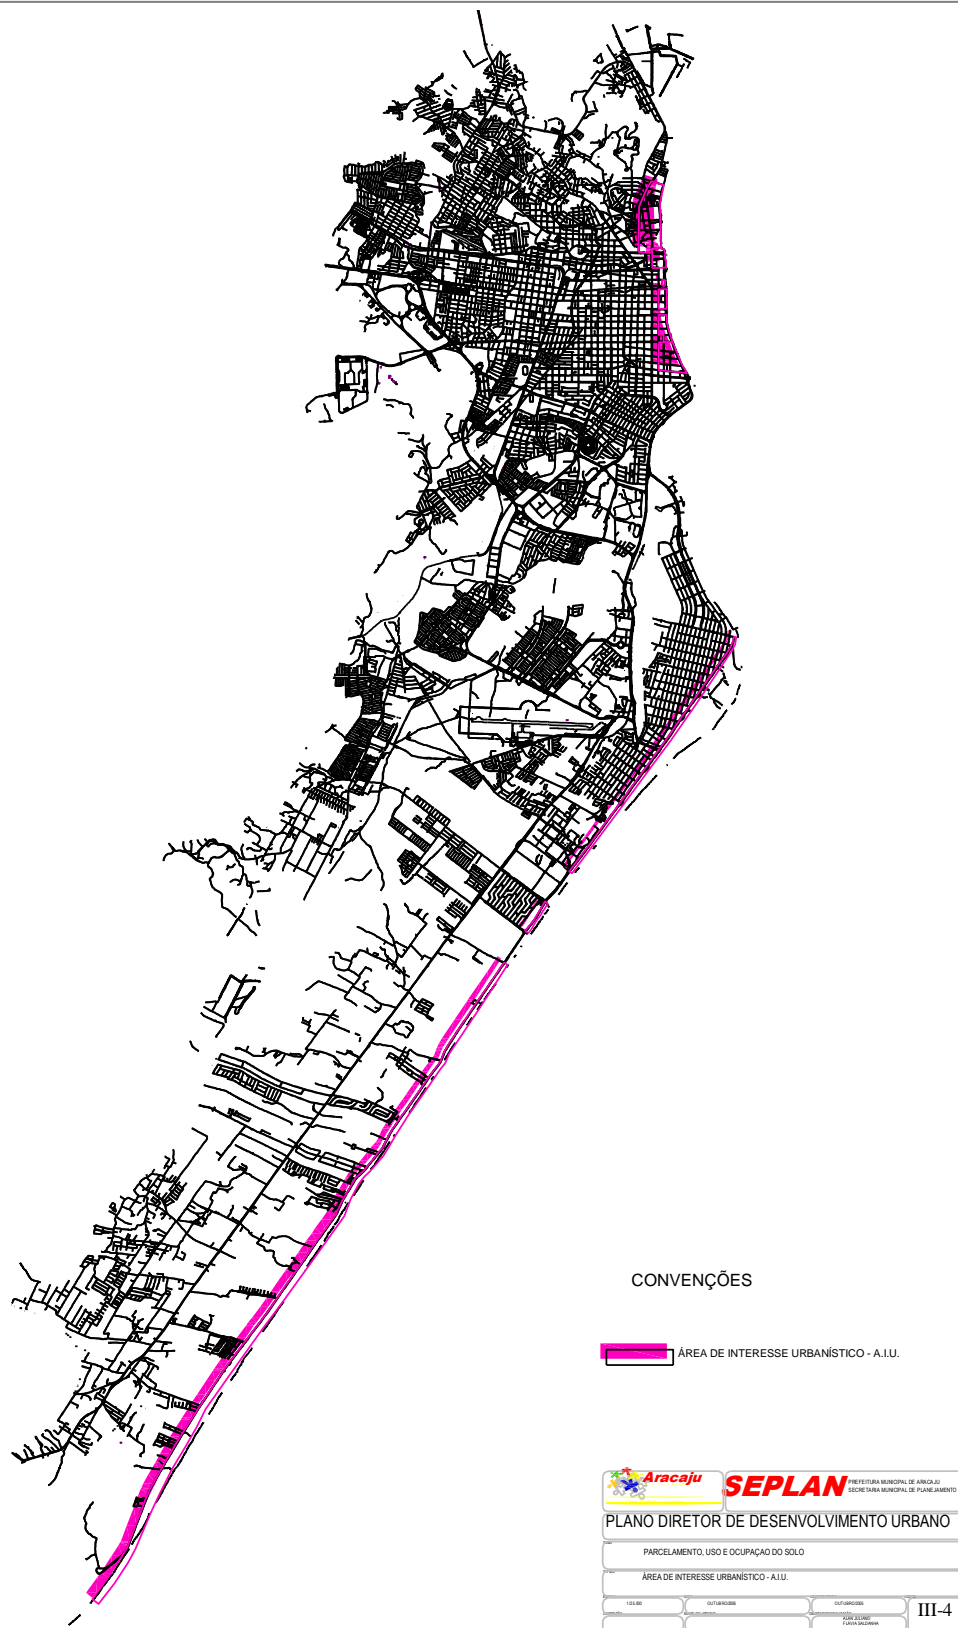 CONVENÇÕES
ÁREA DE INTERESSE URBANÍSTICO - A.I.U.
Aracaju
SEPLAN
PREFEITURA MUNICIPAL DE ARACAJU
SECRETARIA MUNICIPAL DE PLANEJAMENTO
PLANO DIRETOR DE DESENVOLVIMENTO URBANO
PARCELAMENTO, USO E OCUPAÇAO DO SOLO
ÁREA DE INTERESSE URBANÍSTICO - A.I.U.
III-4